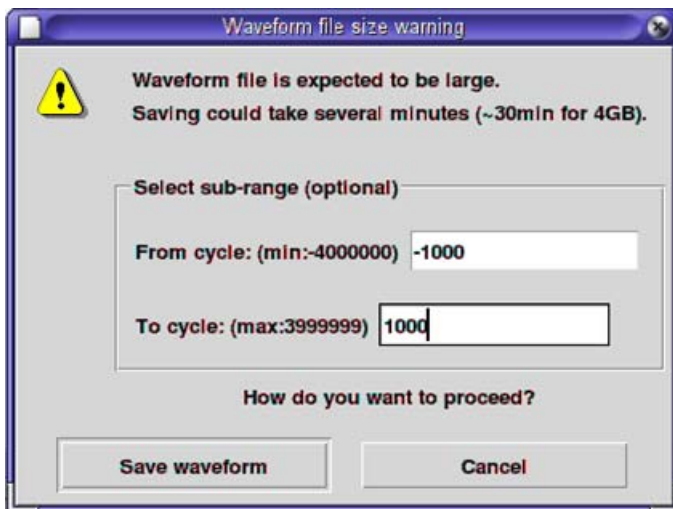 Waveform file size warning
Waveform file is expected to be large.
Saving could take several minutes (~30min for 4GB).
Select sub-range (optional)
From cycle: (min:-4000000) -1000
To cycle: (max:3999999) 1000
How do you want to proceed?
Save waveform Cancel